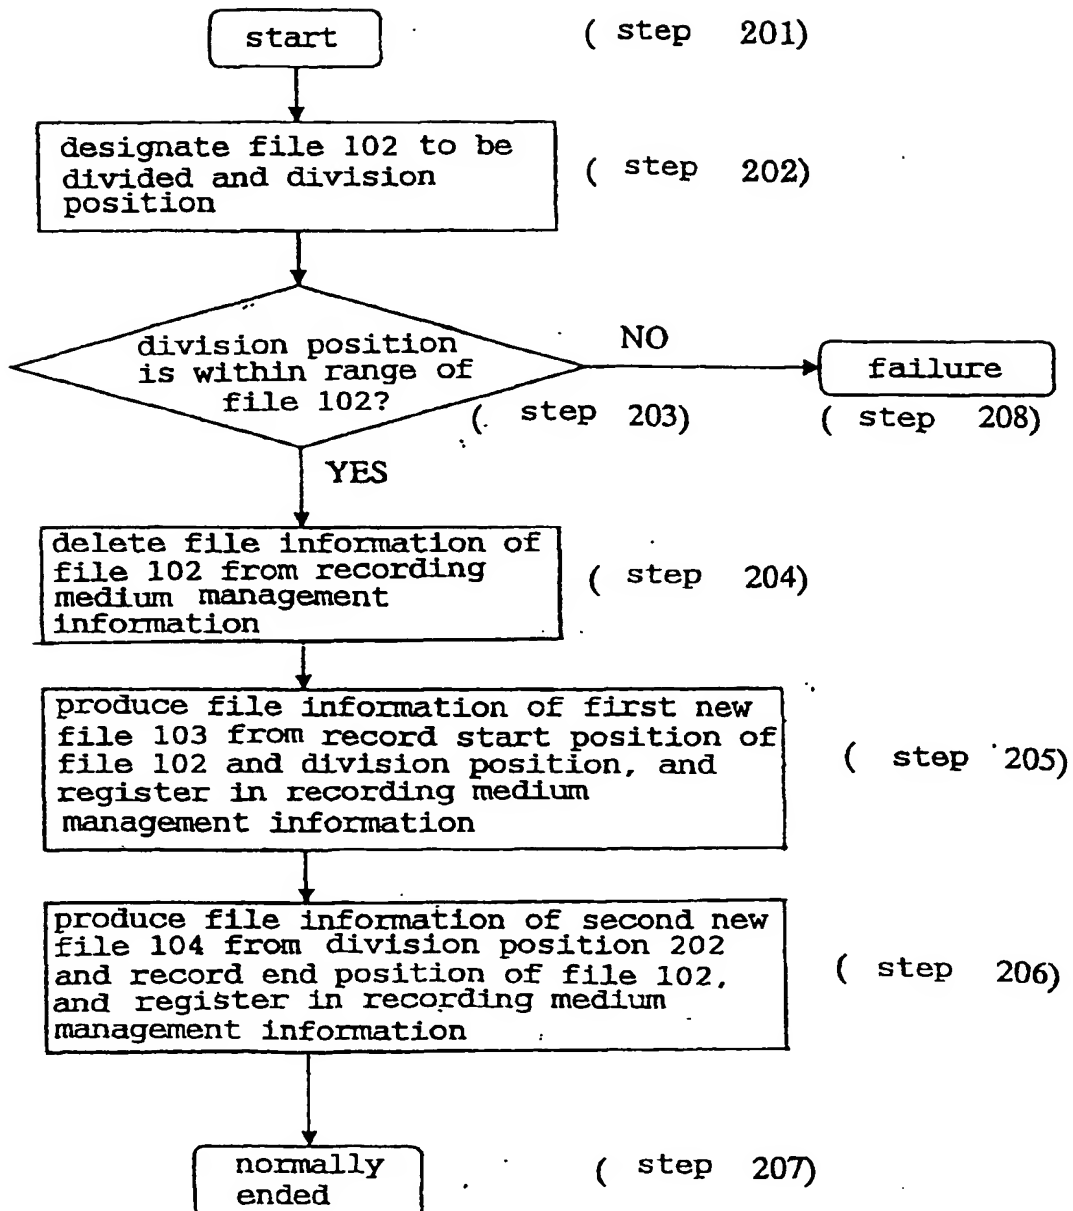 start
( step 201)
designate file 102 to be
divided and division
position
( step 202)
division position
is within range of
file 102?
( step 203)
NO
failure
( step 208)
YES
delete file information of
file 102 from recording
medium management
information
( step 204)
produce file information of first new
file 103 from record start position of
file 102 and division position, and
register in recording medium
management information
( step 205)
produce file information of second new
file 104 from division position 202
and record end position of file 102,
and register in recording medium
management information
( step 206)
normally
ended
( step 207)